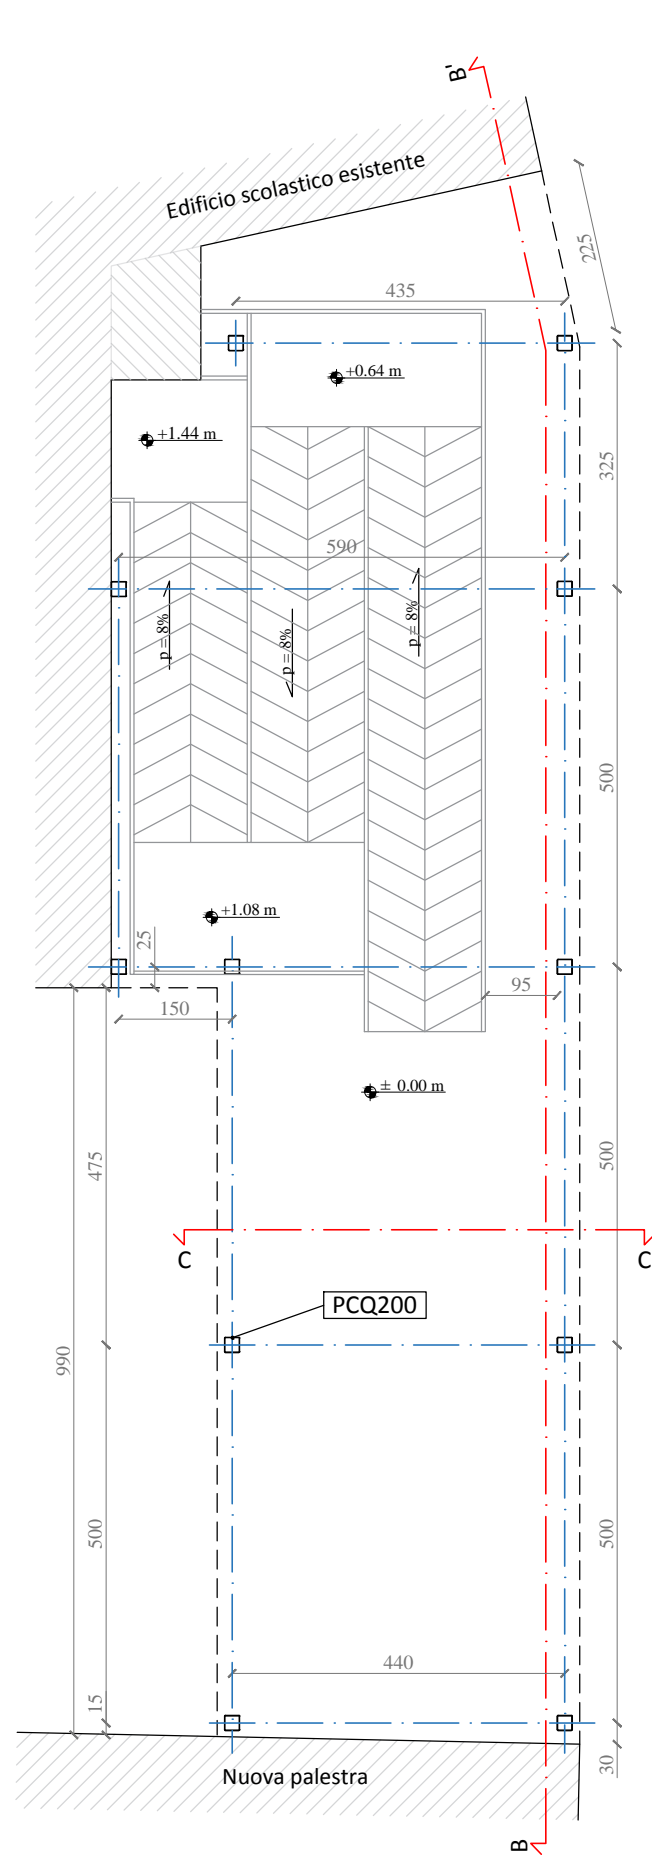 B'
Edificio scolastico esistente
225
435
+0.64 m
+1.44 m
325
590
p = 8%
p = 8%
p = 8%
500
+1.08 m
25
95
150
± 0.00 m
475
500
C
C
PCQ200
990
500
500
440
15
30
Nuova palestra
B